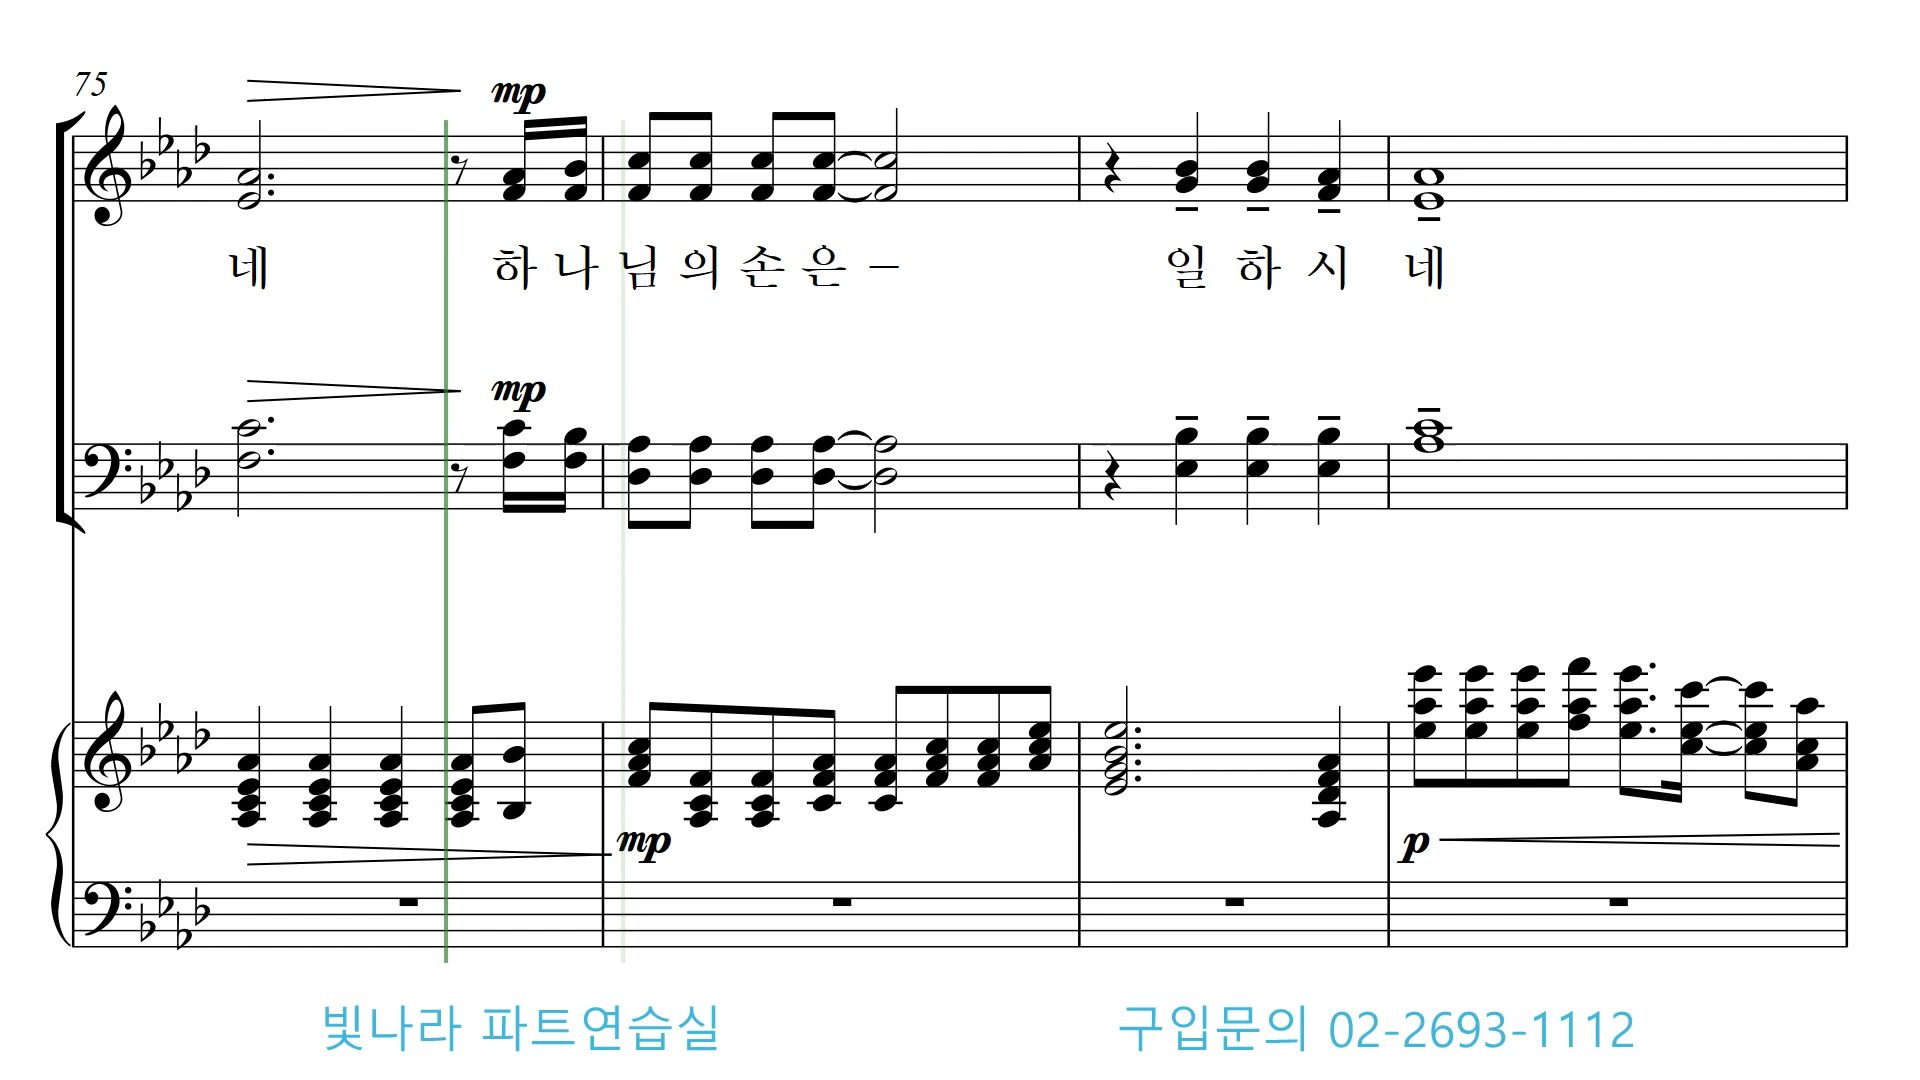 75
mp
네 하 나 님 의 손 은 – 일 하 시 네
mp
mp p
빛나라 파트연습실 구입문의 02-2693-1112